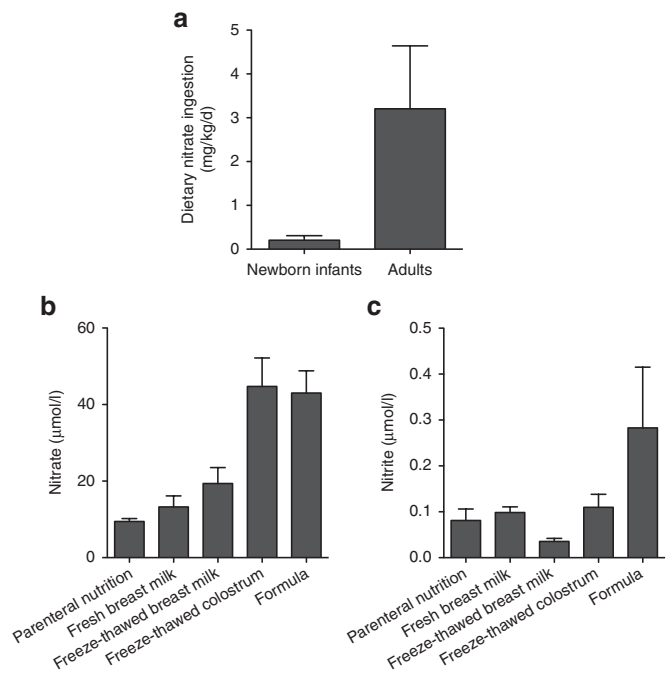 a
5
4
3
2
1
0
Dietary nitrate ingestion
(mg/kg/d)
Newborn infants
Adults
b
60
40
20
0
Nitrate (μmol/l)
Parenteral nutrition
Fresh breast milk
Freeze-thawed breast milk
Freeze-thawed colostrum
Formula
c
0.5
0.4
0.3
0.2
0.1
0.0
Nitrite (μmol/l)
Parenteral nutrition
Fresh breast milk
Freeze-thawed breast milk
Freeze-thawed colostrum
Formula